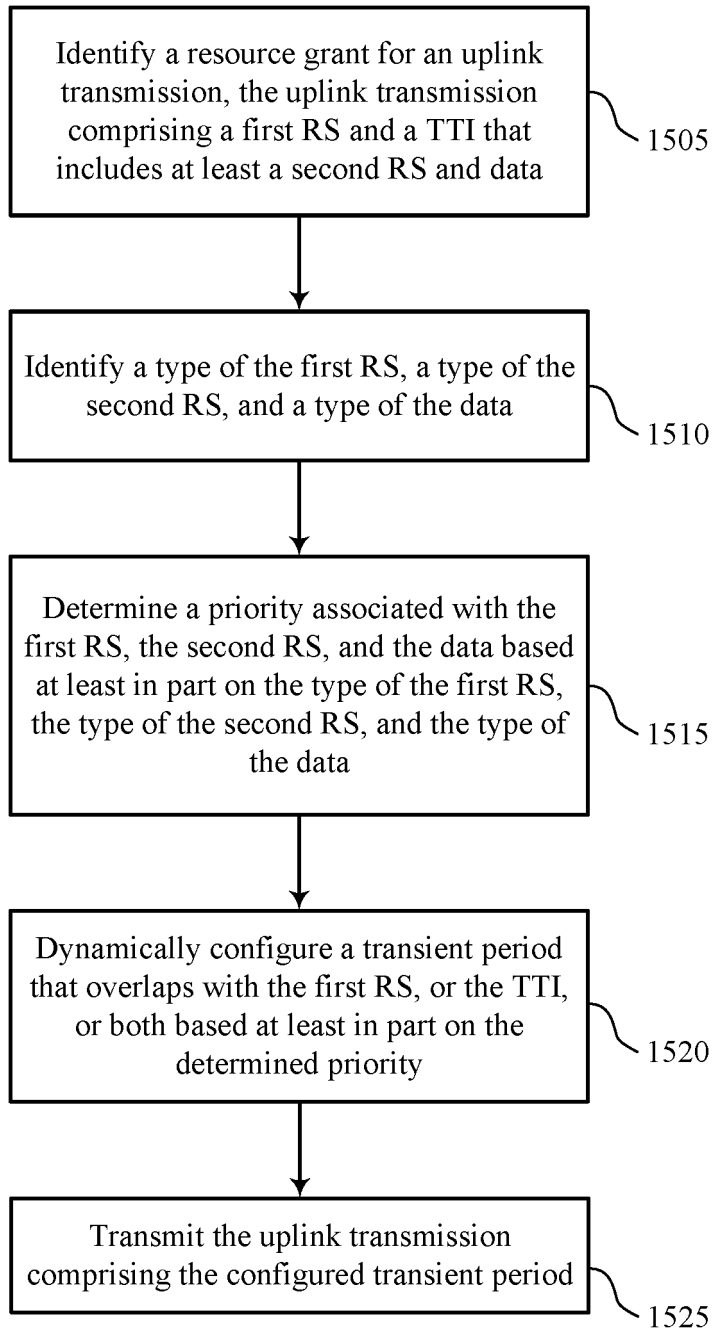 Identify a resource grant for an uplink
transmission, the uplink transmission
comprising a first RS and a TTI that
includes at least a second RS and data
1505
Identify a type of the first RS, a type of the
second RS, and a type of the data
1510
Determine a priority associated with the
first RS, the second RS, and the data based
at least in part on the type of the first RS,
the type of the second RS, and the type of
the data
1515
Dynamically configure a transient period
that overlaps with the first RS, or the TTI,
or both based at least in part on the
determined priority
1520
Transmit the uplink transmission
comprising the configured transient period
1525